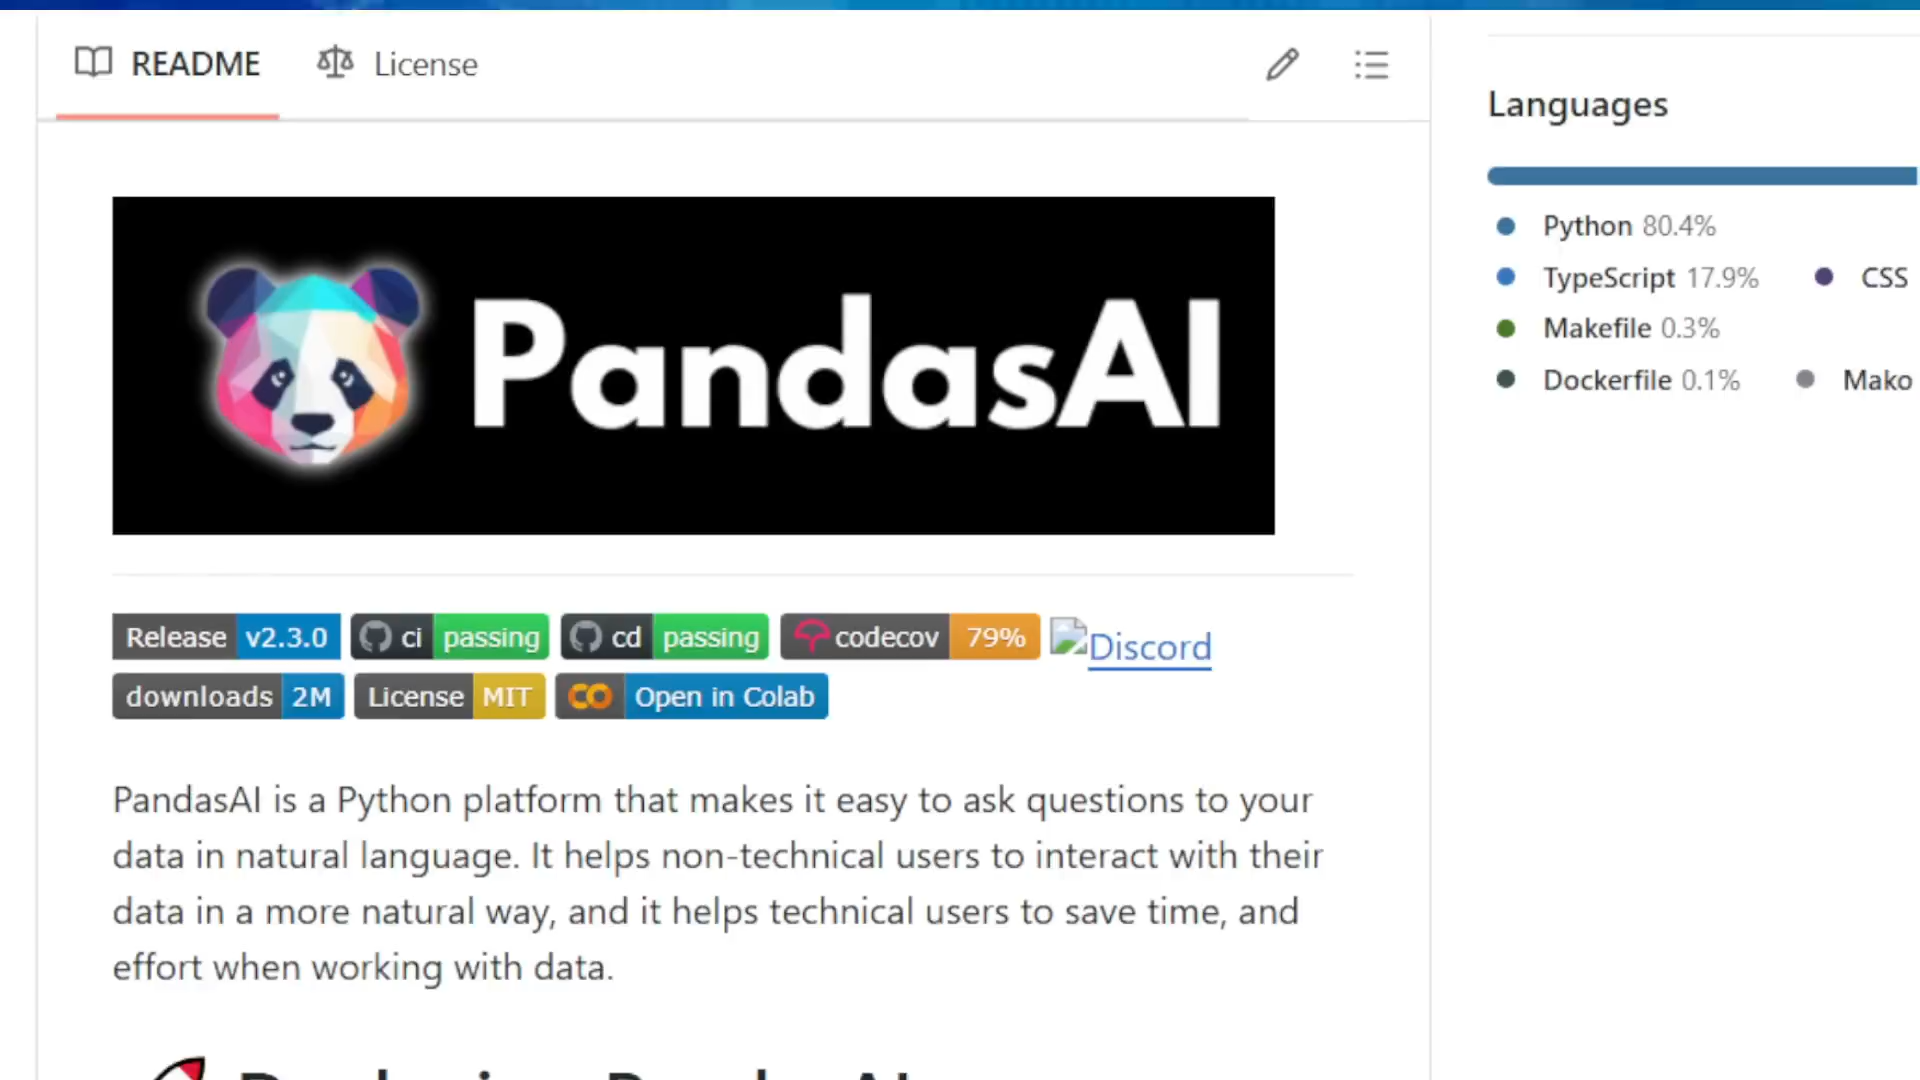 README License
PandasAI
Release v2.3.0 ci passing cd passing codecov 79% Discord
downloads 2M License MIT Open in Colab
PandasAI is a Python platform that makes it easy to ask questions to your
data in natural language. It helps non-technical users to interact with their
data in a more natural way, and it helps technical users to save time, and
effort when working with data.
Languages
Python 80.4%
TypeScript 17.9% CSS
Makefile 0.3%
Dockerfile 0.1% Mako